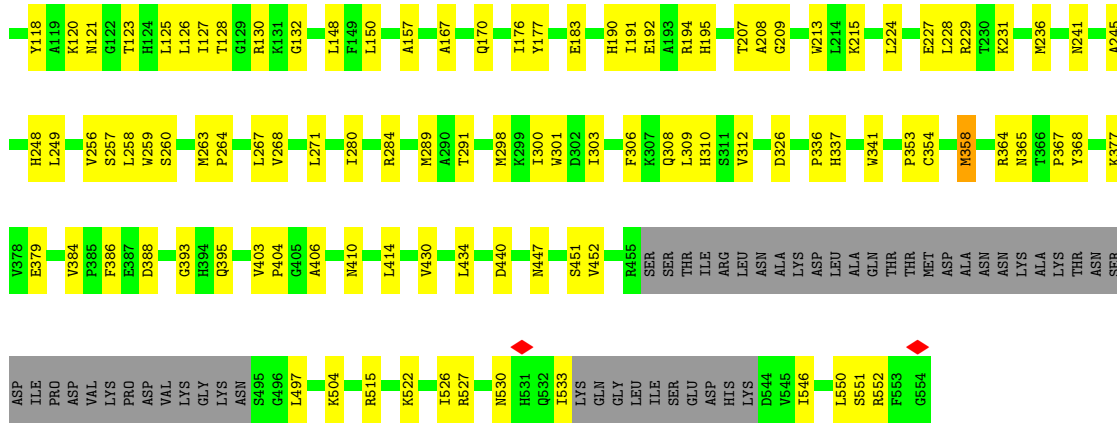 Y118 A119 K120 N121 G122 T123 H124 L125 L126 I127 T128 G129 R130 K131 G132 L148 F149 L150 A157 A167 Q170 I176 Y177 E183 H190 I191 E192 A193 R194 H195 T207 A208 G209 W213 L214 K215 L224 E227 L228 R229 T230 K231 M236 N241 A245
H248 L249 V256 S257 L258 W259 S260 M263 P264 L267 V268 L271 I280 R284 M289 A290 T291 M298 K299 I300 W301 D302 I303 F306 K307 Q308 L309 H310 S311 V312 D326 P336 H337 W341 P353 C354 M358 R364 N365 T366 P367 Y368 K377
V378 E379 V384 P385 F386 E387 D388 G393 H394 Q395 V403 P404 G405 A406 N410 L414 V430 L434 D440 N447 S451 V452 R455 SER SER THR ILE ARG LEU ASN ALA LYS ASP LEU ALA GLN THR THR MET ASP ALA ASN ASN LYS ALA LYS THR ASN SER
ASP ILE PRO ASP VAL LYS PRO ASP VAL LYS GLY LYS ASN S495 Q496 L497 K504 R515 K522 I526 R527 N530 H531 Q532 I533 LYS GLN GLY LEU ILE SER GLU ASP HIS LYS D544 V545 I546 L550 S551 R552 F553 G554